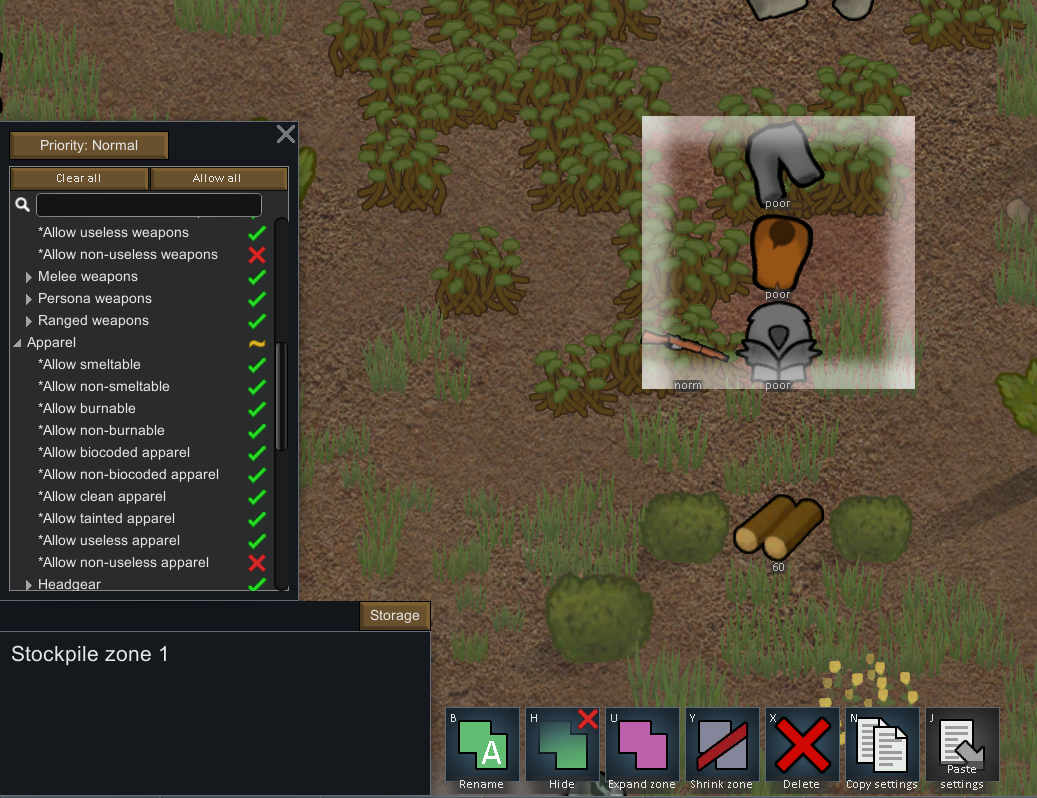 Priority: Normal
Clear all
Allow all
*Allow useless weapons
*Allow non-useless weapons
Melee weapons
Persona weapons
Ranged weapons
Apparel
*Allow smeltable
*Allow non-smeltable
*Allow burnable
*Allow non-burnable
*Allow biocoded apparel
*Allow non-biocoded apparel
*Allow clean apparel
*Allow tainted apparel
*Allow useless apparel
*Allow non-useless apparel
Headgear
Storage
Stockpile zone 1
poor
poor
norm
poor
60
B
Rename
H
Hide
U
Expand zone
Y
Shrink zone
X
Delete
N
Copy settings
J
Paste
settings